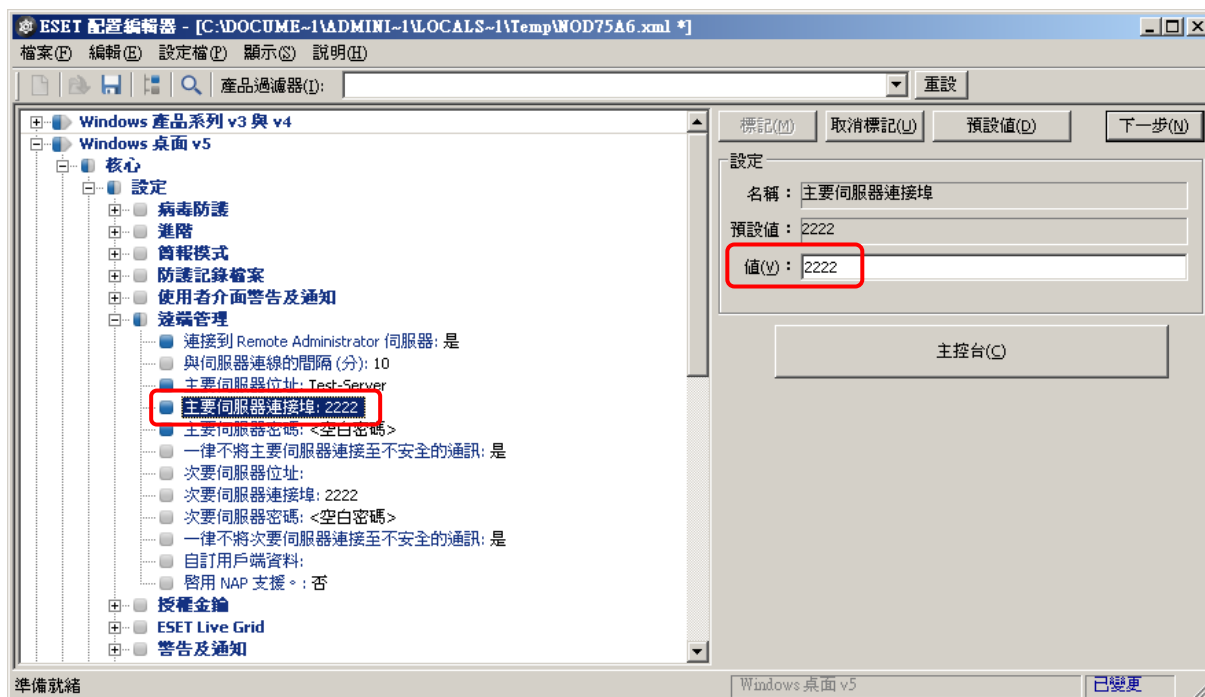 ESET 配置編輯器 - [C:\DOCUME~1\ADMINI~1\LOCALS~1\Temp\NOD75A6.xml *]
檔案(F) 編輯(E) 設定檔(P) 顯示(S) 說明(H)
產品過濾器(I): 重設
Windows 產品系列 v3 與 v4
Windows 桌面 v5
核心
設定
病毒防護
進階
簡報模式
防護記錄檔案
使用者介面警告及通知
遠端管理
連接到 Remote Administrator 伺服器: 是
與伺服器連線的間隔 (分): 10
主要伺服器位址: Test-Server
主要伺服器連接埠: 2222
主要伺服器密碼: <空白密碼>
一律不將主要伺服器連接至不安全的通訊: 是
次要伺服器位址:
次要伺服器連接埠: 2222
次要伺服器密碼: <空白密碼>
一律不將次要伺服器連接至不安全的通訊: 是
自訂用戶端資料:
啓用 NAP 支援。: 否
授權金鑰
ESET Live Grid
警告及通知
標記(M) 取消標記(U) 預設值(D) 下一步(N)
設定
名稱： 主要伺服器連接埠
預設値： 2222
値(V)： 2222
主控台(C)
準備就緒 Windows 桌面 v5 已變更